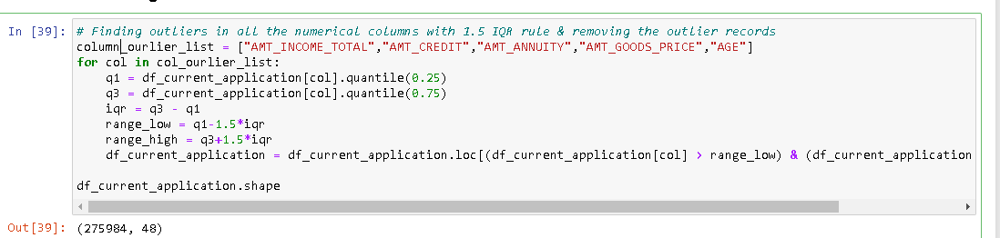 In [39]: # Finding outliers in all the numerical columns with 1.5 IQR rule & removing the outlier records
column_ourlier_list = ["AMT_INCOME_TOTAL","AMT_CREDIT","AMT_ANNUITY","AMT_GOODS_PRICE","AGE"]
for col in col_ourlier_list:
    q1 = df_current_application[col].quantile(0.25)
    q3 = df_current_application[col].quantile(0.75)
    iqr = q3 - q1
    range_low = q1-1.5*iqr
    range_high = q3+1.5*iqr
    df_current_application = df_current_application.loc[(df_current_application[col] > range_low) & (df_current_application
df_current_application.shape
Out[39]: (275984, 48)